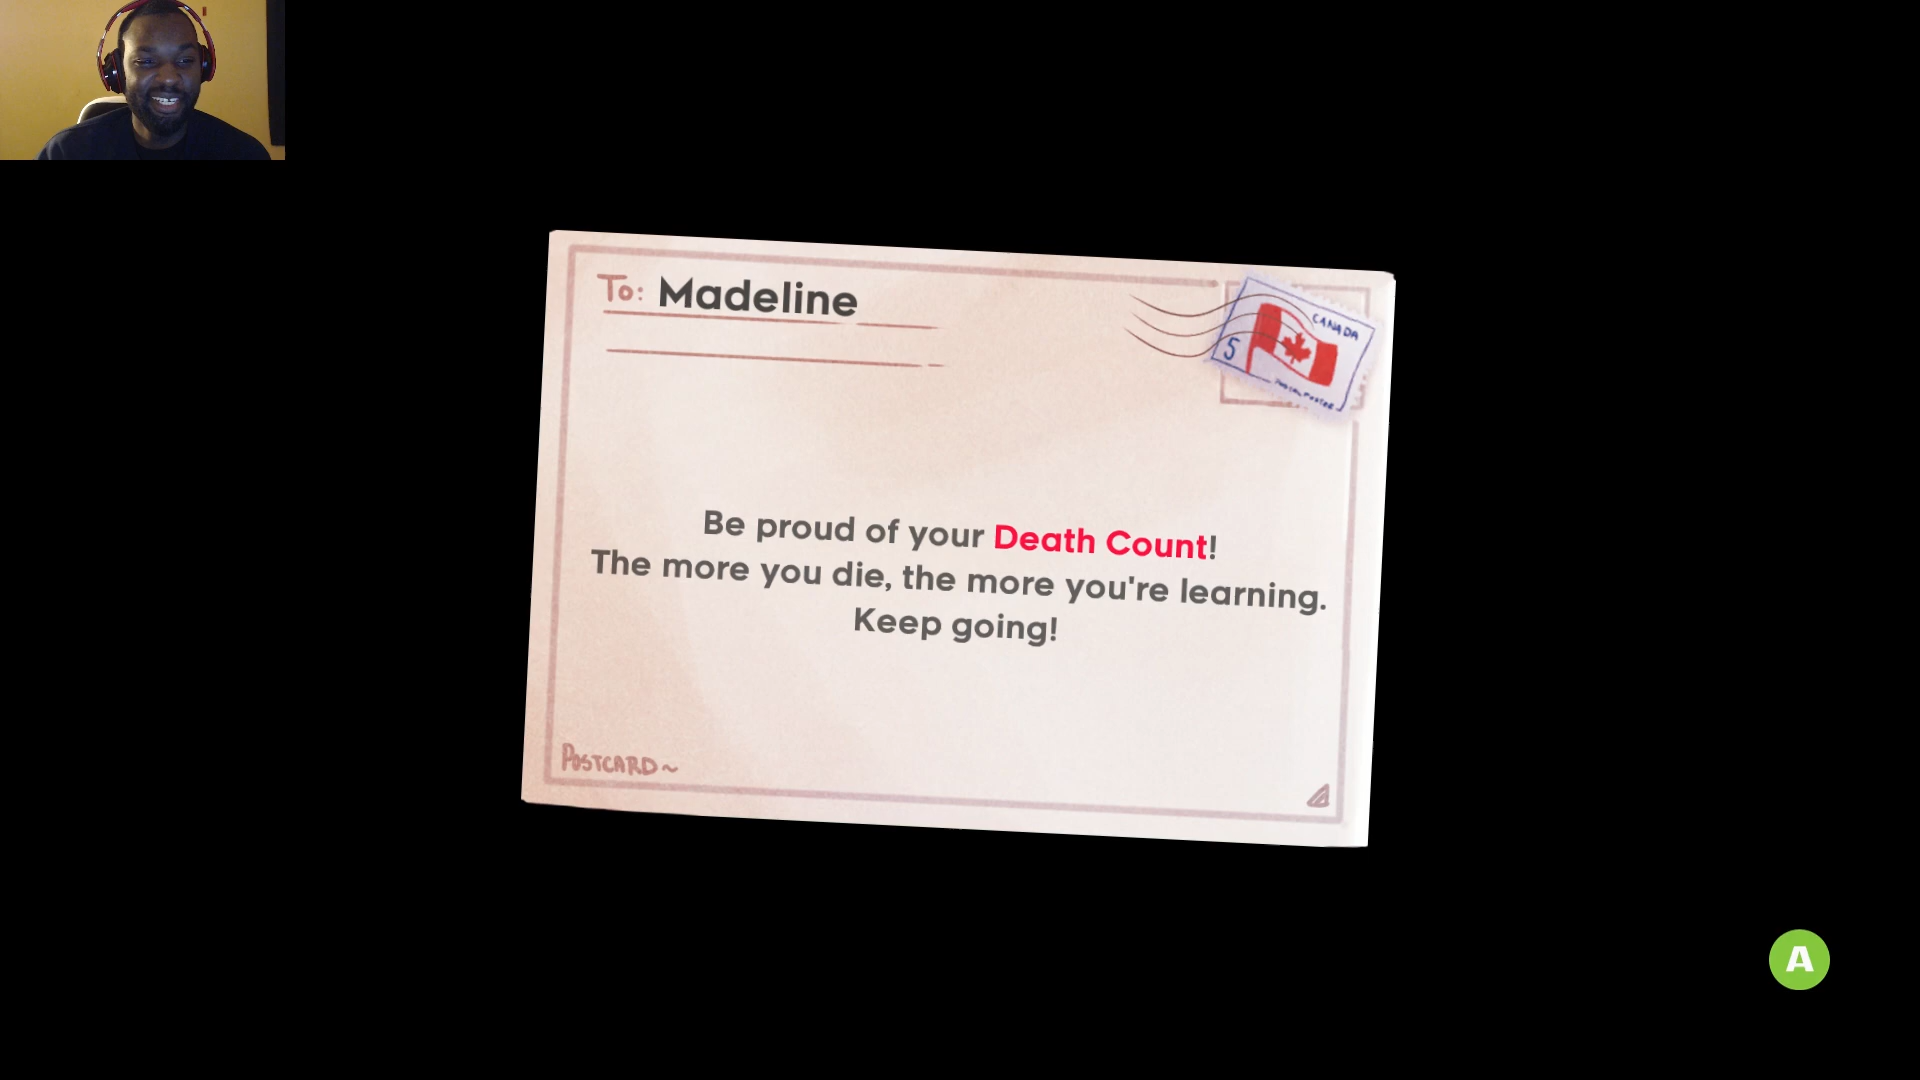 To: Madeline
CANADA
5
Be proud of your Death Count!
The more you die, the more you're learning.
Keep going!
POSTCARD~
A